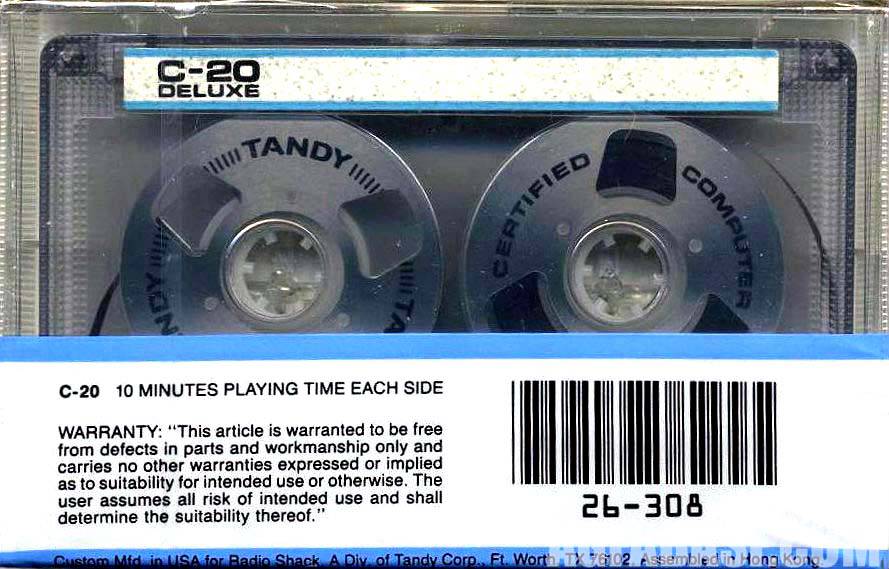 C-20
DELUXE
TANDY
TANDY
TA
CERTIFIED COMPUTER
C-20 10 MINUTES PLAYING TIME EACH SIDE
WARRANTY: "This article is warranted to be free
from defects in parts and workmanship only and
carries no other warranties expressed or implied
as to suitability for intended use or otherwise. The
user assumes all risk of intended use and shall
determine the suitability thereof."
26-308
Custom Mfd. in USA for Radio Shack, A Div. of Tandy Corp., Ft. Worth, TX 76102. Assembled in Hong Kong.